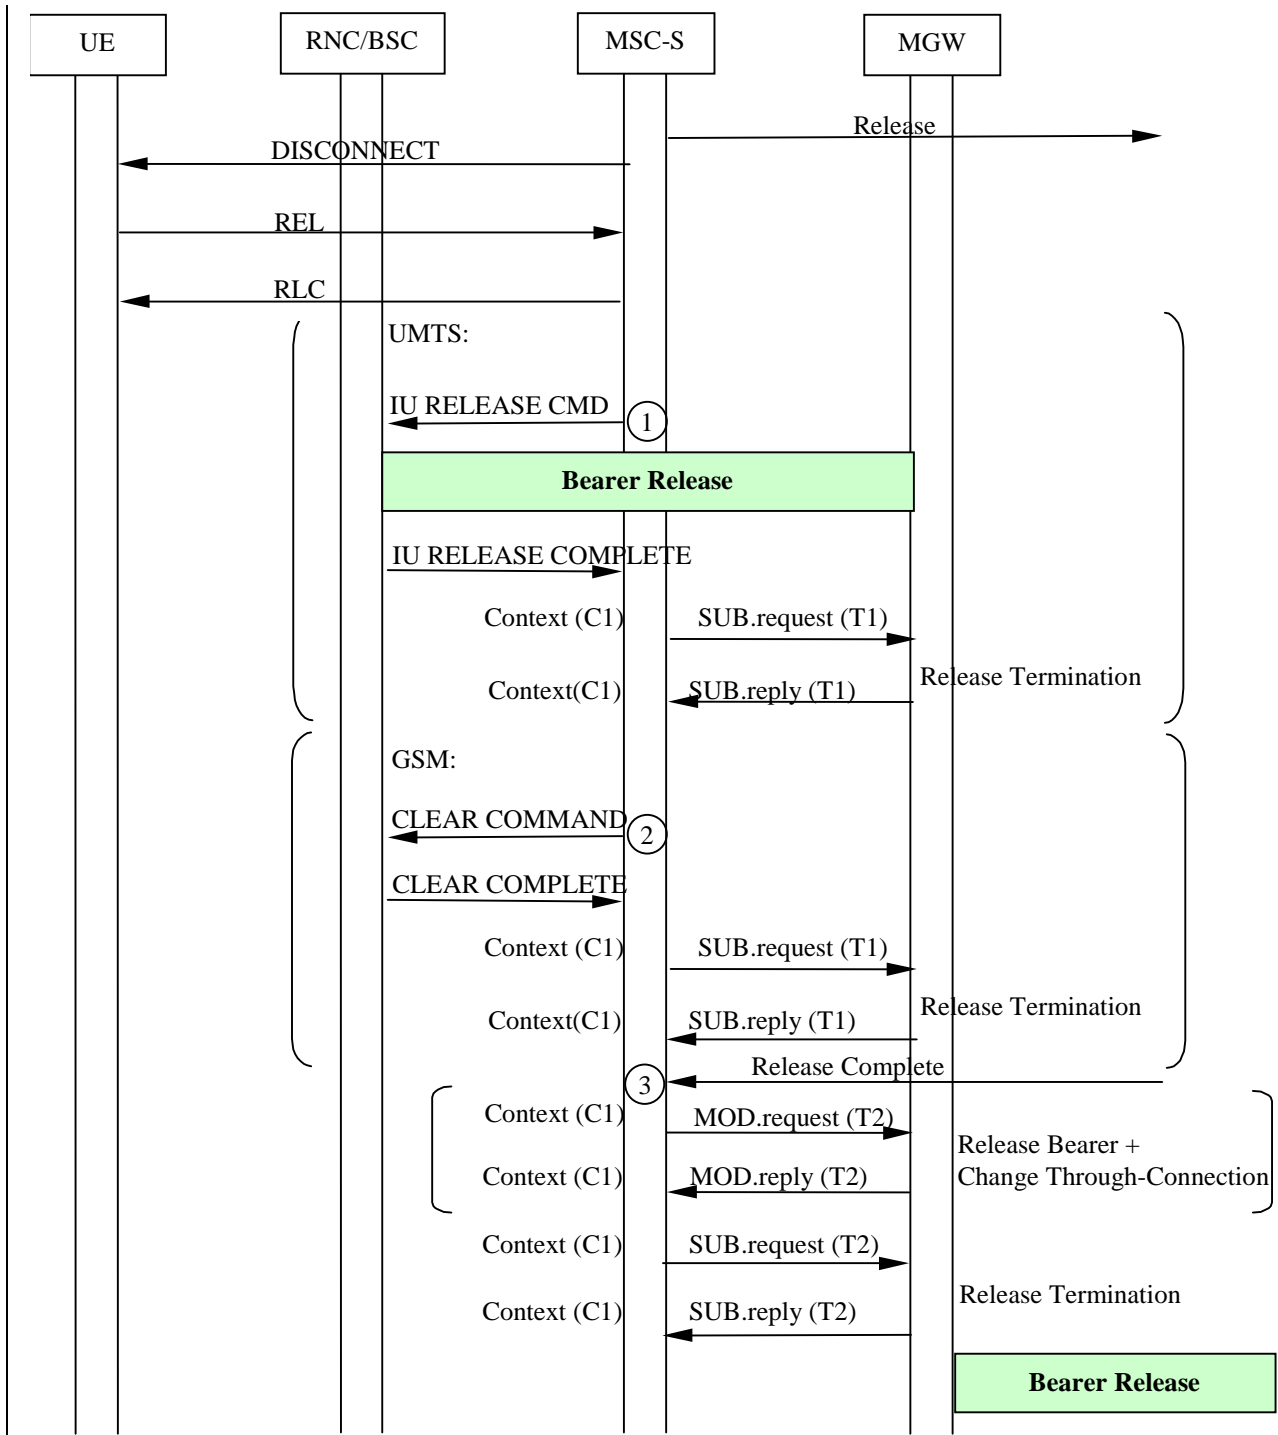 UE
RNC/BSC
MSC-S
MGW
Release
DISCONNECT
REL
RLC
UMTS:
IU RELEASE CMD
1
Bearer Release
IU RELEASE COMPLETE
Context (C1)
SUB.request (T1)
Release Termination
Context(C1)
SUB.reply (T1)
GSM:
CLEAR COMMAND
2
CLEAR COMPLETE
Context (C1)
SUB.request (T1)
Release Termination
Context(C1)
SUB.reply (T1)
Release Complete
3
Context (C1)
MOD.request (T2)
Release Bearer +
Change Through-Connection
Context (C1)
MOD.reply (T2)
Context (C1)
SUB.request (T2)
Release Termination
Context (C1)
SUB.reply (T2)
Bearer Release